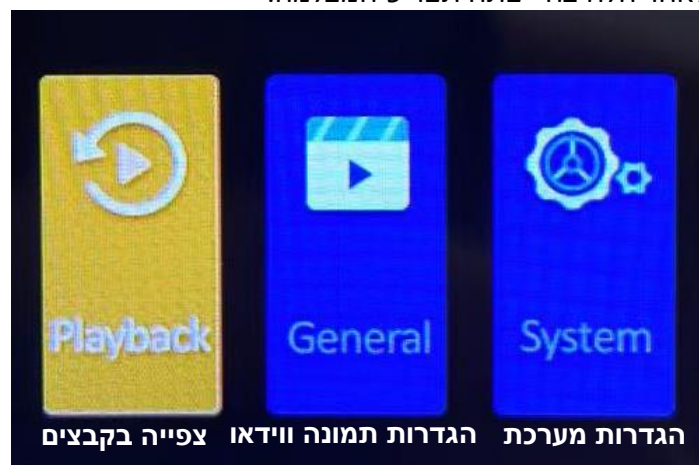 Playback
General
System
צפייה בקבצים
הגדרות תמונה ווידאו
הגדרות מערכת